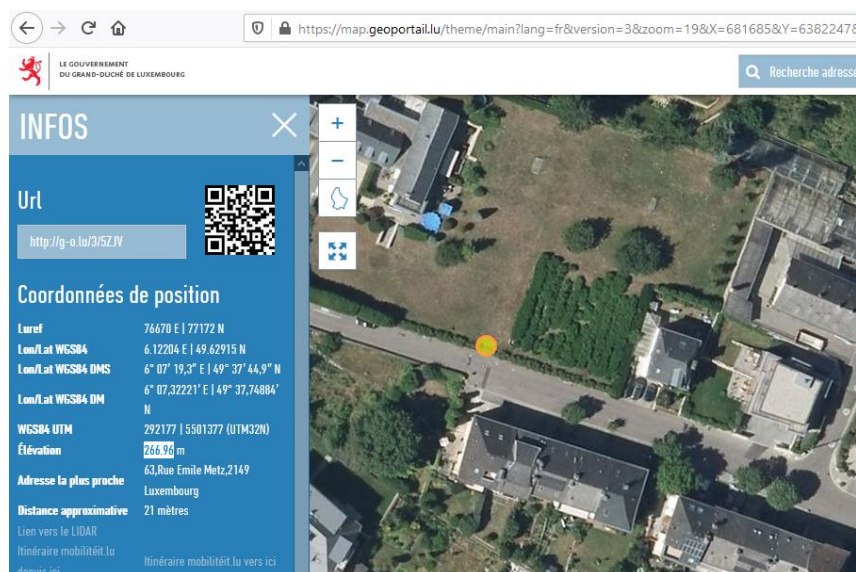 https://map.geoportail.lu/theme/main?lang=fr&version=3&zoom=19&X=681685&Y=6382247&
LE GOUVERNEMENT
DU GRAND-DUCHÉ DE LUXEMBOURG
Recherche adresse
INFOS
+
−
Url
http://g-o.lu/3/5ZJV
Coordonnées de position
Luref 76670 E | 77172 N
Lon/Lat WGS84 6.12204 E | 49.62915 N
Lon/Lat WGS84 DMS 6° 07' 19,3" E | 49° 37' 44,9" N
Lon/Lat WGS84 DM 6° 07,32221' E | 49° 37,74884'
N
WGS84 UTM 292177 | 5501377 (UTM32N)
Élévation 266.96 m
Adresse la plus proche 63,Rue Emile Metz,2149
Luxembourg
Distance approximative 21 mètres
Lien vers le LIDAR
Itinéraire mobilitéit.lu
depuis ici
Itinéraire mobilitéit.lu vers ici